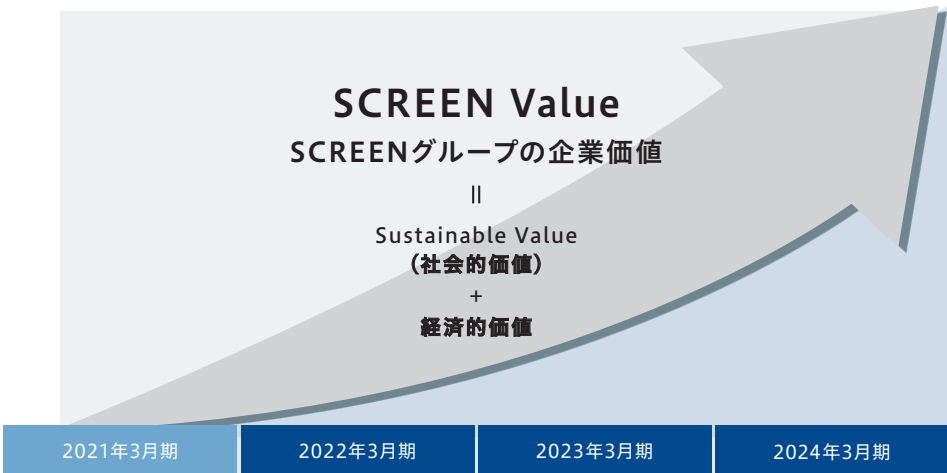 SCREEN Value
SCREENグループの企業価値
=
Sustainable Value
（社会的価値）
+
経済的価値
2021年3月期
2022年3月期
2023年3月期
2024年3月期